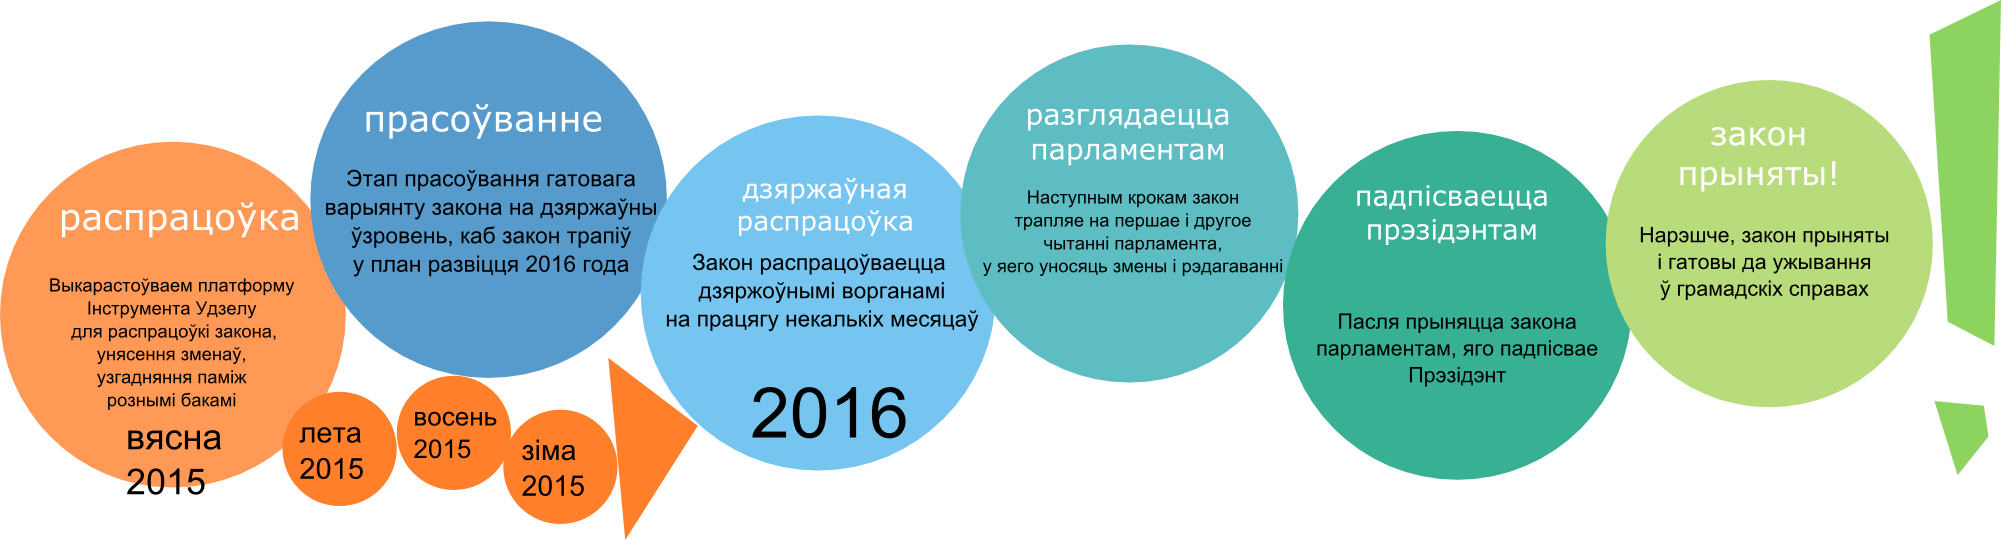 распрацоўка
Выкарастоўваем платформу
Інструмента Удзелу
для распрацоўкі закона,
унясення зменаў,
узгадняння паміж
рознымі бакамі
вясна
2015
лета
2015
восень
2015
зіма
2015
прасоўванне
Этап прасоўвання гатовага
варыянту закона на дзяржаўны
ўзровень, каб закон трапіў
у план развіцця 2016 года
дзяржаўная
распрацоўка
Закон распрацоўваецца
дзяржоўнымі ворганамі
на працягу некалькіх месяцаў
2016
разглядаецца
парламентам
Наступным крокам закон
трапляе на першае і другое
чытанні парламента,
у яего уносяць змены і рэдагаванні
падпісваецца
прэзідэнтам
Пасля прыняцца закона
парламентам, яго падпісвае
Прэзідэнт
закон
прыняты!
Нарэшче, закон прыняты
і гатовы да ужывання
ў грамадскіх справах